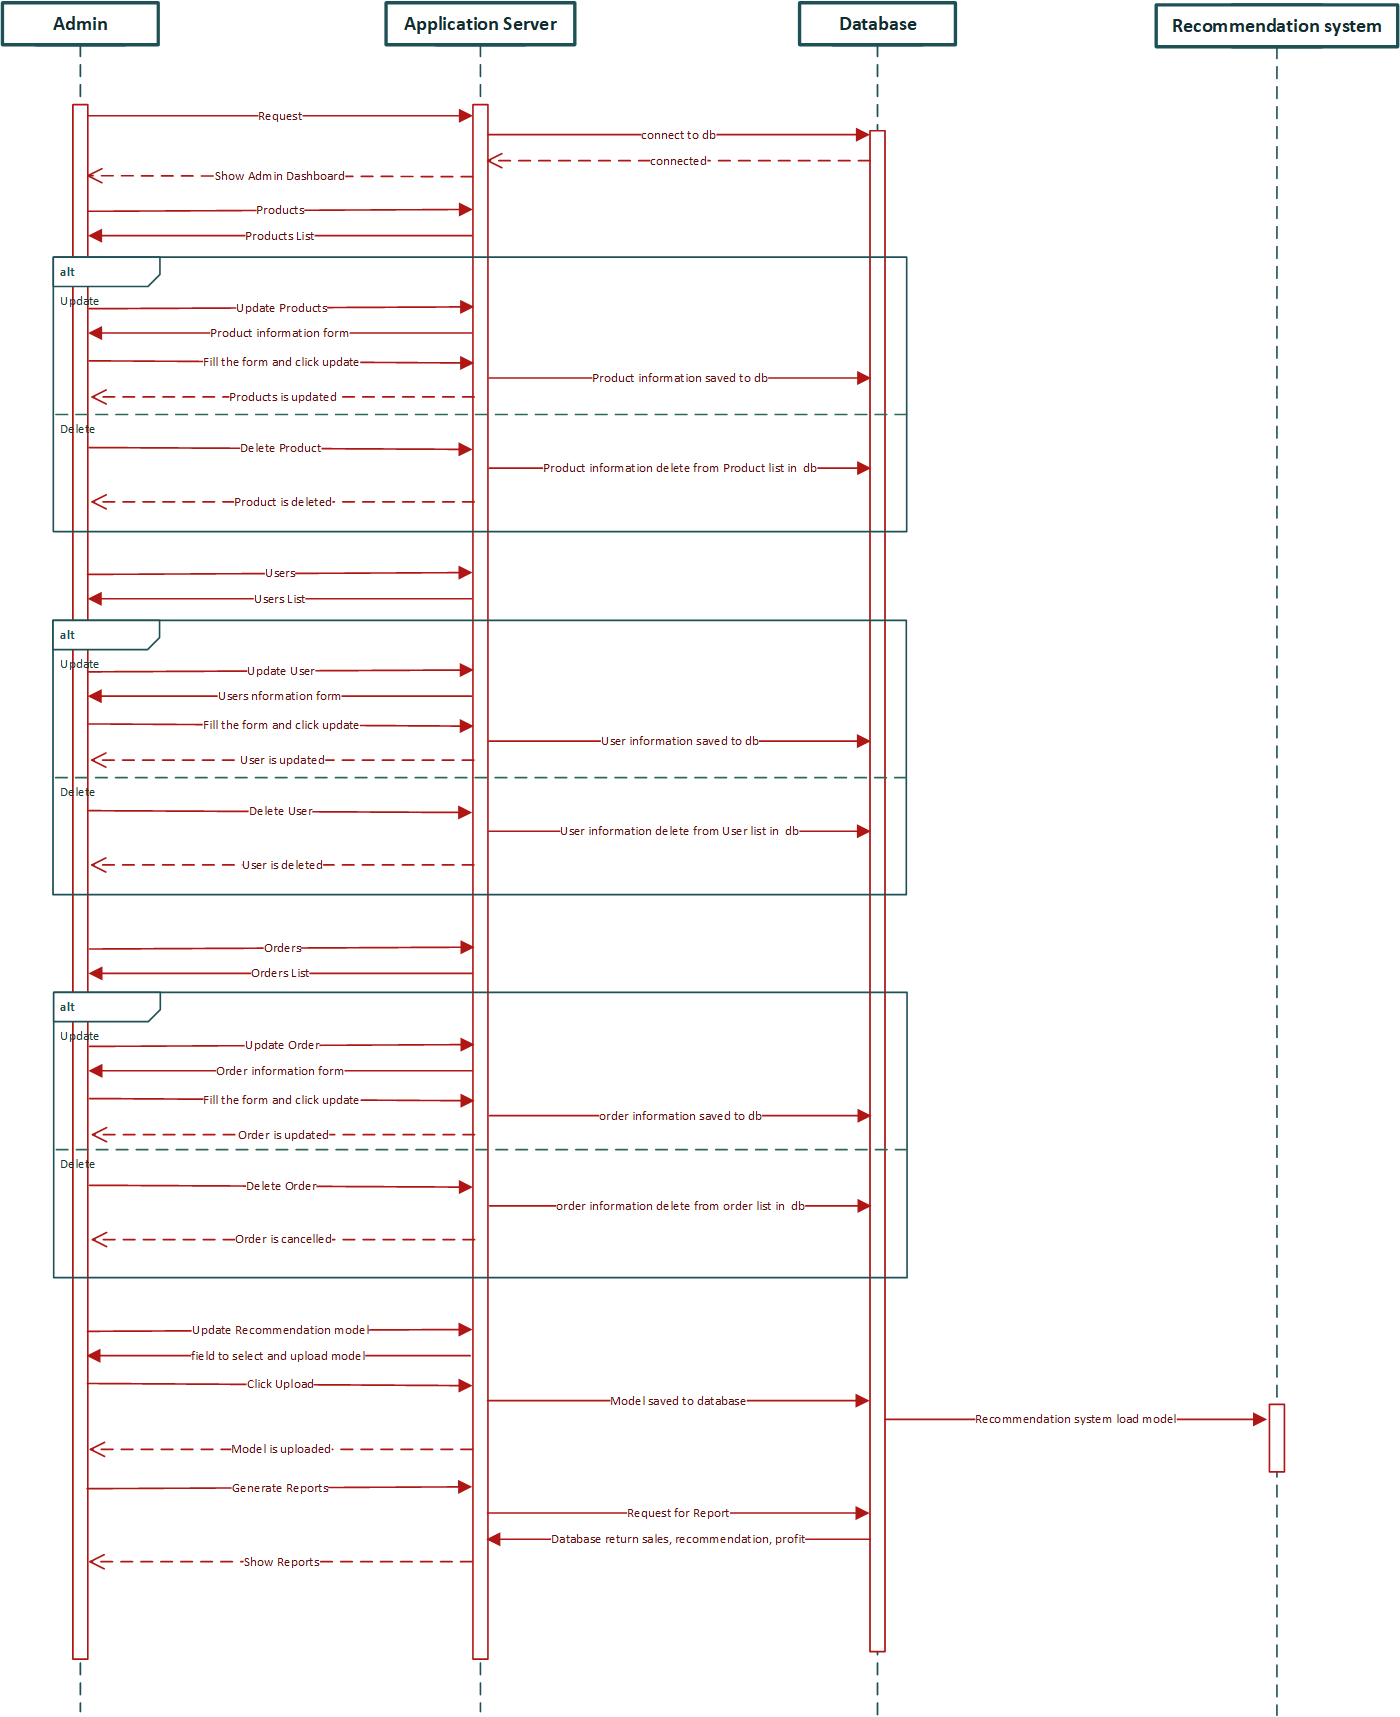 Admin
Application Server
Database
Recommendation system
Request
connect to db
connected
Show Admin Dashboard
Products
Products List
alt
Update
Update Products
Product information form
Fill the form and click update
Product information saved to db
Products is updated
Delete
Delete Product
Product information delete from Product list in db
Product is deleted
Users
Users List
alt
Update
Update User
Users nformation form
Fill the form and click update
User information saved to db
User is updated
Delete
Delete User
User information delete from User list in db
User is deleted
Orders
Orders List
alt
Update
Update Order
Order information form
Fill the form and click update
order information saved to db
Order is updated
Delete
Delete Order
order information delete from order list in db
Order is cancelled
Update Recommendation model
field to select and upload model
Click Upload
Model saved to database
Recommendation system load model
Model is uploaded
Generate Reports
Request for Report
Database return sales, recommendation, profit
Show Reports